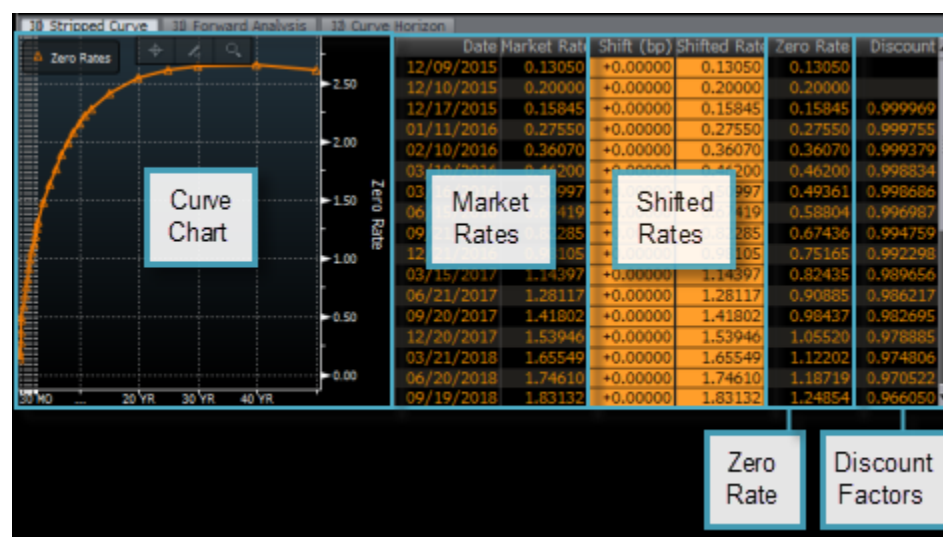 10 Stripped Curve 10 Forward Analysis 10 Curve Horizon
Zero Rates
2.50
2.00
1.50
1.00
0.50
0.00
Zero Rate
30 MO ... 20 YR 30 YR 40 YR
Curve
Chart
Date Market Rate Shift (bp) Shifted Rate Zero Rate Discount
12/09/2015 0.13050 +0.00000 0.13050 0.13050
12/10/2015 0.20000 +0.00000 0.20000 0.20000
12/17/2015 0.15845 +0.00000 0.15845 0.15845 0.999969
01/11/2016 0.27550 +0.00000 0.27550 0.27550 0.999755
02/10/2016 0.36070 +0.00000 0.36070 0.36070 0.999379
0.46200 0.998834
0.49361 0.998686
0.58804 0.996987
0.67436 0.994759
0.75165 0.992298
03/15/2017 1.14397 +0.00000 1.14397 0.82435 0.989656
06/21/2017 1.28117 +0.00000 1.28117 0.90885 0.986217
09/20/2017 1.41802 +0.00000 1.41802 0.98437 0.982695
12/20/2017 1.53946 +0.00000 1.53946 1.05520 0.978885
03/21/2018 1.65549 +0.00000 1.65549 1.12202 0.974806
06/20/2018 1.74610 +0.00000 1.74610 1.18719 0.970522
09/19/2018 1.83132 +0.00000 1.83132 1.24854 0.966050
Market
Rates
Shifted
Rates
Zero
Rate
Discount
Factors